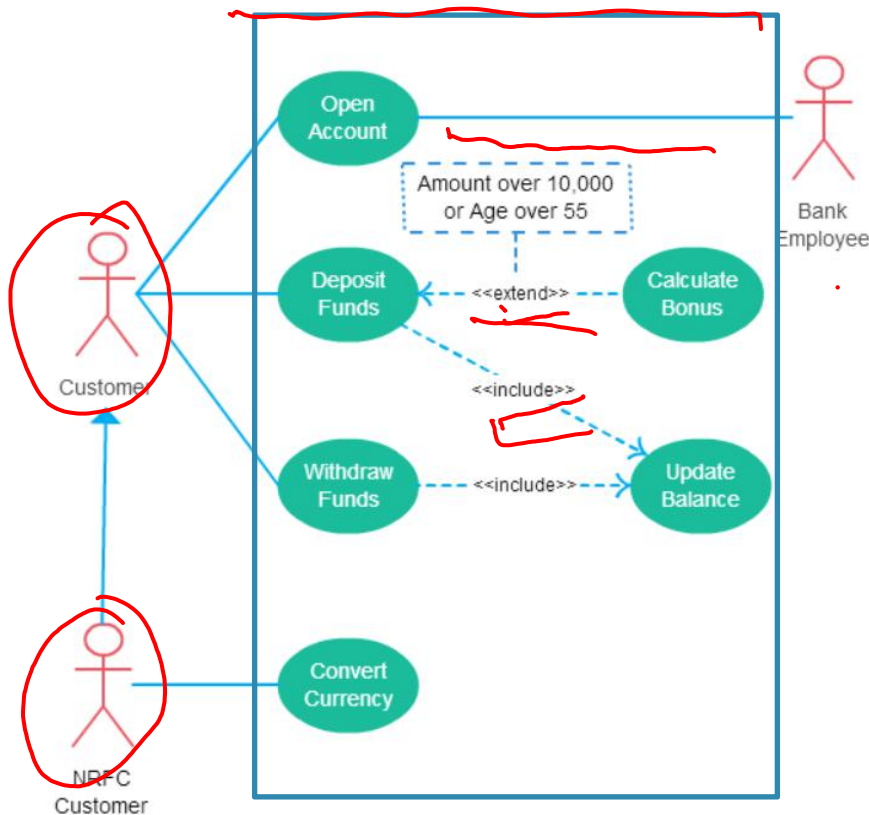 Open
Account
Amount over 10,000
or Age over 55
Bank
Employee
Deposit
Funds
<<extend>>
Calculate
Bonus
Customer
<<include>>
Withdraw
Funds
<<include>>
Update
Balance
Convert
Currency
NRFC
Customer